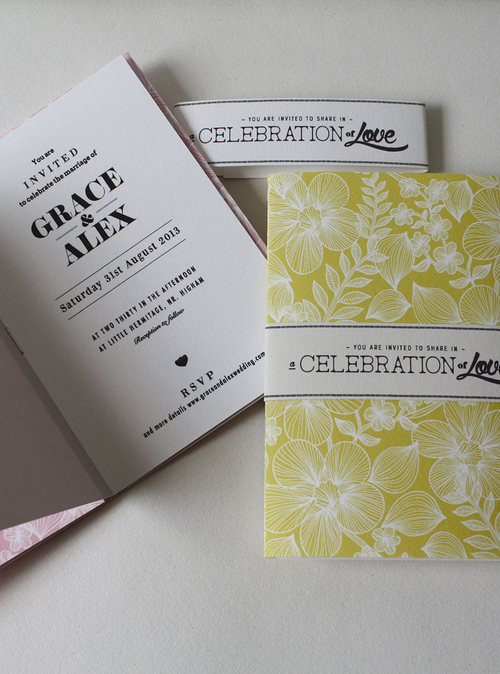 You are
INVITED
to celebrate the marriage of
GRACE
&
ALEX
Saturday 31st August 2013
AT TWO THIRTY IN THE AFTERNOON
AT LITTLE HERMITAGE, NR. HIGHAM
Reception to follow
RSVP
and more details www.graceandalexwedding.com
- YOU ARE INVITED TO SHARE IN -
a CELEBRATION of Love
- YOU ARE INVITED TO SHARE IN -
a CELEBRATION of Love